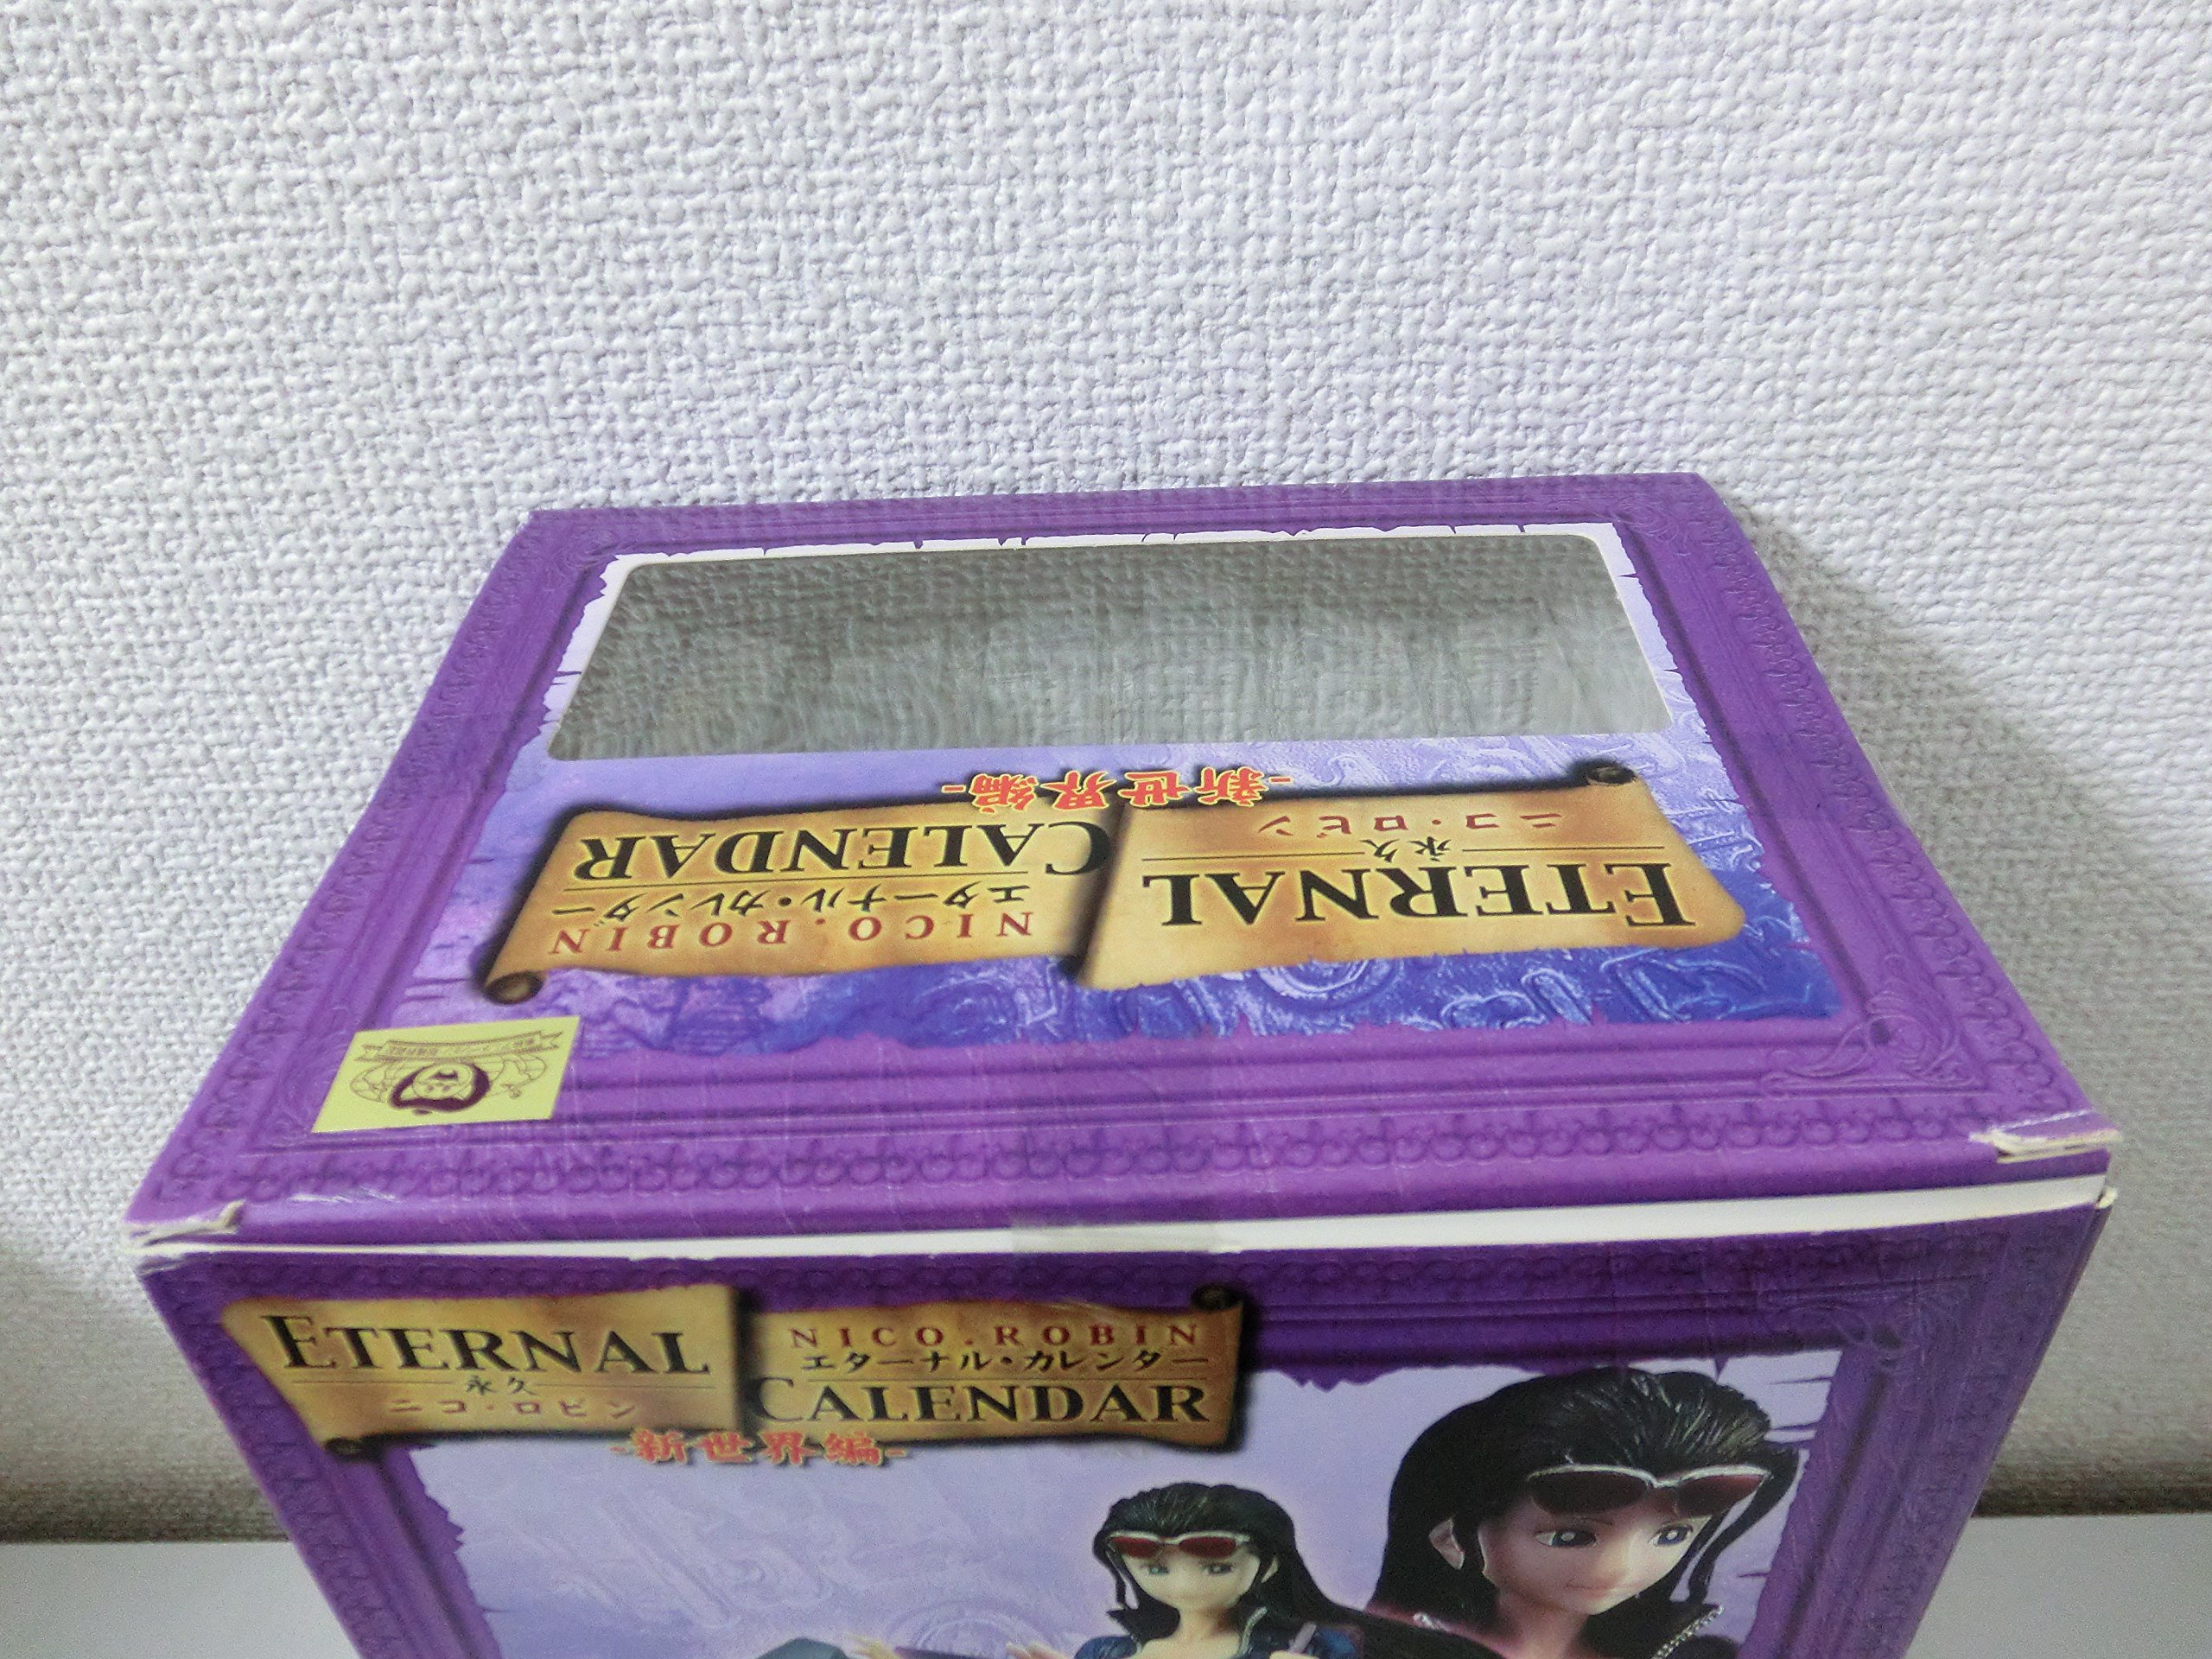 ETERNAL
永久
ニコ・ロビン
NICO.ROBIN
エターナル・カレンダー
CALENDAR
-新世界編-
ETERNAL
永久
ニコ・ロビン
NICO.ROBIN
エターナル・カレンダー
CALENDAR
-新世界編-